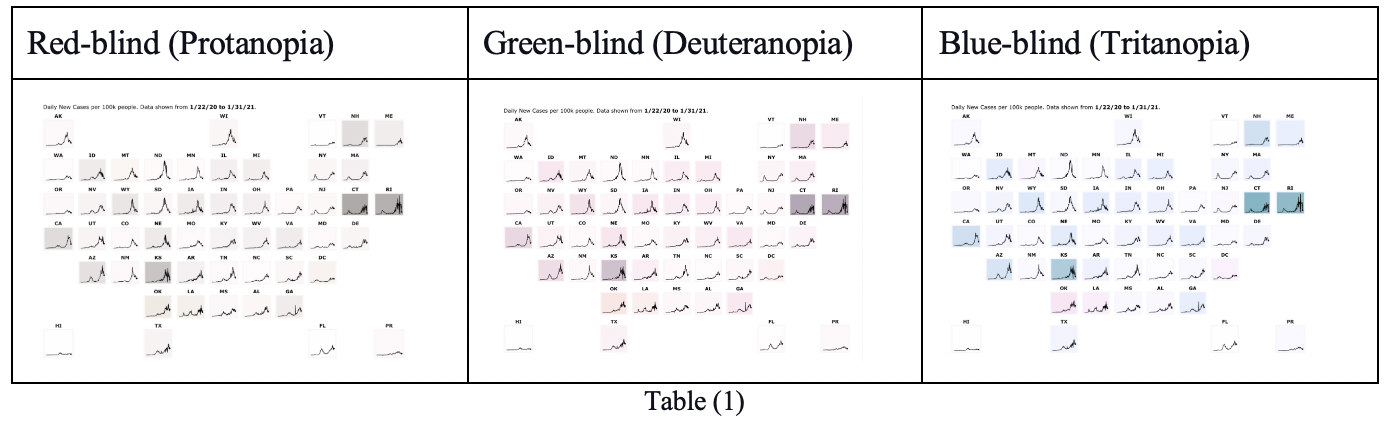 Red-blind (Protanopia)
Green-blind (Deuteranopia)
Blue-blind (Tritanopia)
Daily New Cases per 100k people. Data shown from 1/22/20 to 1/31/21.
AK WI VT NH ME
WA ID MT ND MN IL MI NY MA
OR NV WY SD IA IN OH PA NJ CT RI
CA UT CO NE MO KY WV VA MD DE
AZ NM KS AR TN NC SC DC
OK LA MS AL GA
HI TX FL PR
Daily New Cases per 100k people. Data shown from 1/22/20 to 1/31/21.
AK WI VT NH ME
WA ID MT ND MN IL MI NY MA
OR NV WY SD IA IN OH PA NJ CT RI
CA UT CO NE MO KY WV VA MD DE
AZ NM KS AR TN NC SC DC
OK LA MS AL GA
HI TX FL PR
Daily New Cases per 100k people. Data shown from 1/22/20 to 1/31/21.
AK WI VT NH ME
WA ID MT ND MN IL MI NY MA
OR NV WY SD IA IN OH PA NJ CT RI
CA UT CO NE MO KY WV VA MD DE
AZ NM KS AR TN NC SC DC
OK LA MS AL GA
HI TX FL PR
Table (1)